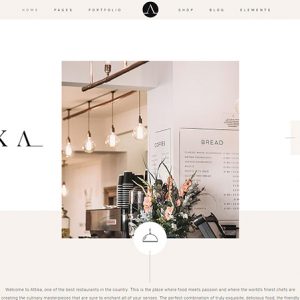 HOME PAGES PORTFOLIO A SHOP BLOG ELEMENTS
KA
COFFEE
BREAD
Welcome to Attika, one of the best restaurants in the country. This is the place where food meets passion and where the world's finest chefs are
creating the culinary masterpieces that are sure to enchant all of your senses. The perfect combination of truly exquisite, delicious food, the friendly